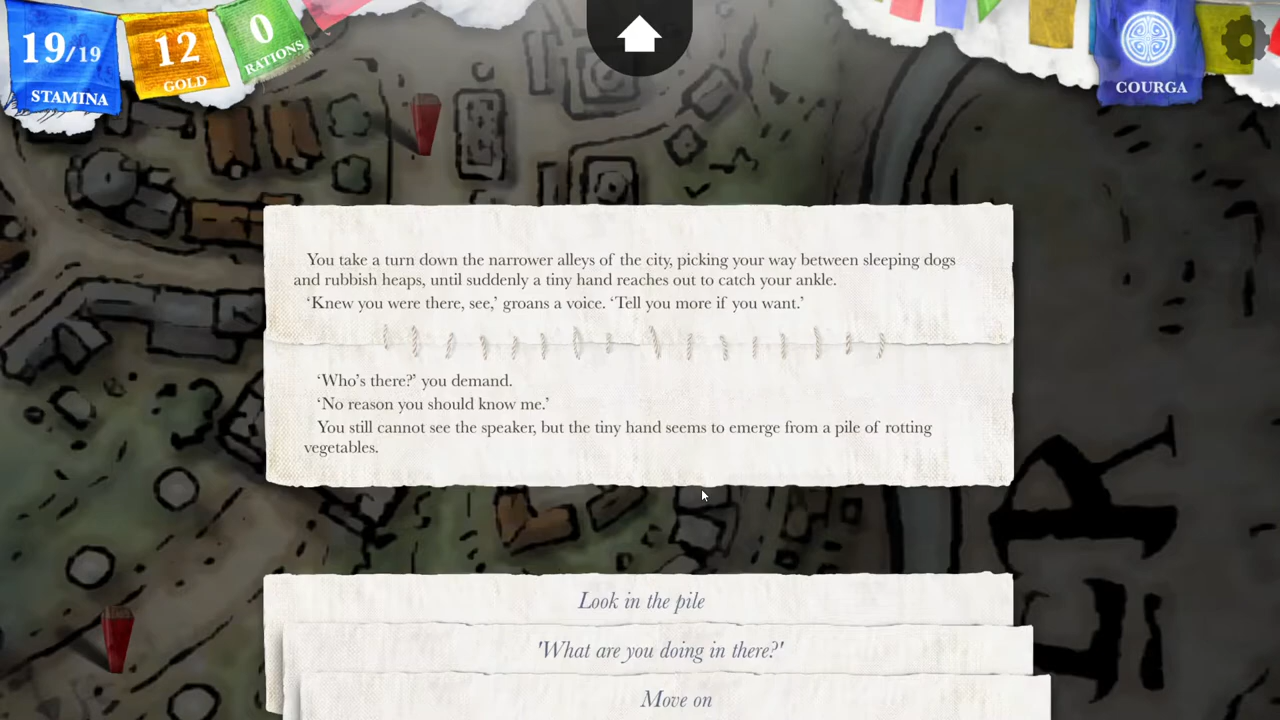 19/19
STAMINA
12
GOLD
0
RATIONS
COURGA
You take a turn down the narrower alleys of the city, picking your way between sleeping dogs
and rubbish heaps, until suddenly a tiny hand reaches out to catch your ankle.
‘Knew you were there, see,’ groans a voice. ‘Tell you more if you want.’
‘Who’s there?’ you demand.
‘No reason you should know me.’
You still cannot see the speaker, but the tiny hand seems to emerge from a pile of rotting
vegetables.
Look in the pile
'What are you doing in there?'
Move on